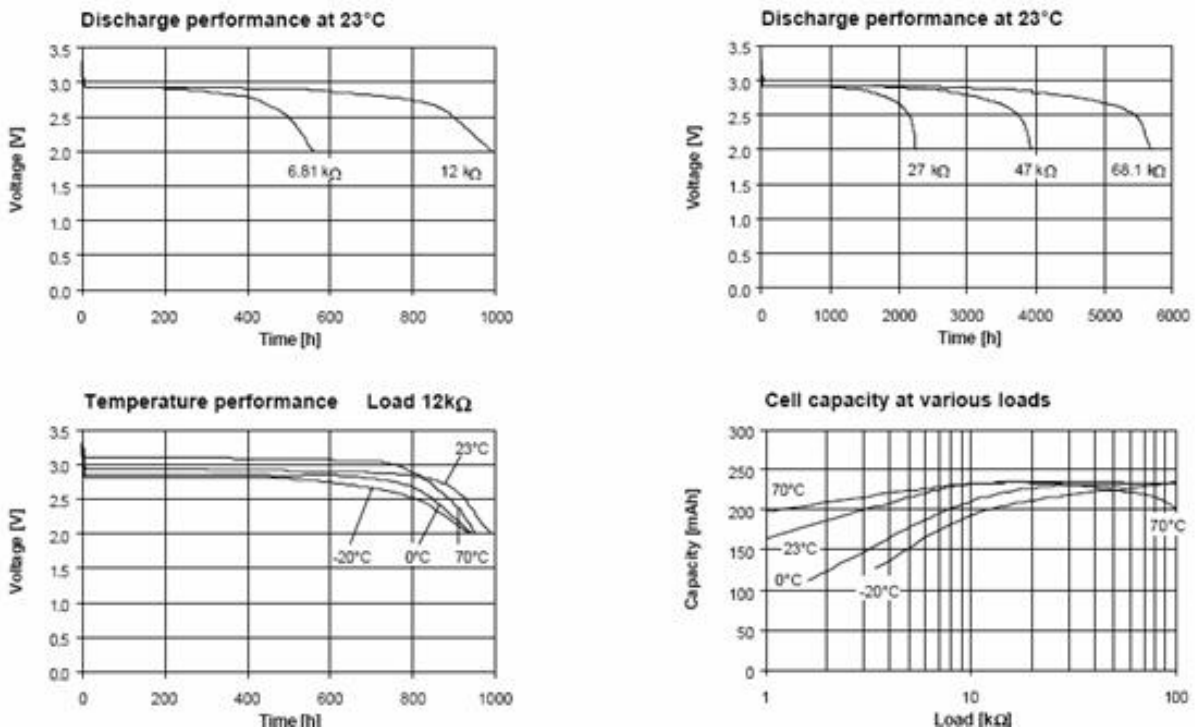 Discharge performance at 23°C
3.5
3.0
2.5
2.0
1.5
1.0
0.5
0.0
Voltage [V]
6.81 kΩ
12 kΩ
0 200 400 600 800 1000
Time [h]
Discharge performance at 23°C
3.5
3.0
2.5
2.0
1.5
1.0
0.5
0.0
Voltage [V]
27 kΩ
47 kΩ
68.1 kΩ
0 1000 2000 3000 4000 5000 6000
Time [h]
Temperature performance Load 12kΩ
3.5
3.0
2.5
2.0
1.5
1.0
0.5
0.0
Voltage [V]
23°C
-20°C
0°C
70°C
0 200 400 600 800 1000
Time [h]
Cell capacity at various loads
300
250
200
150
100
50
0
Capacity [mAh]
70°C
23°C
0°C
-20°C
70°C
1 10 100
Load [kΩ]